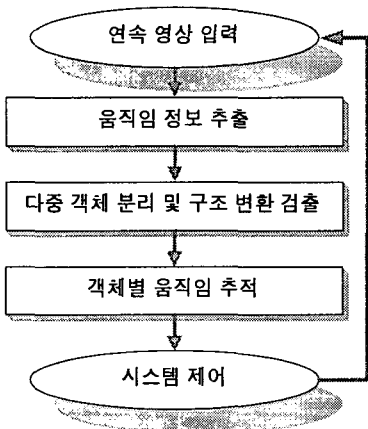 연속 영상 입력
움직임 정보 추출
다중 객체 분리 및 구조 변환 검출
객체별 움직임 추적
시스템 제어